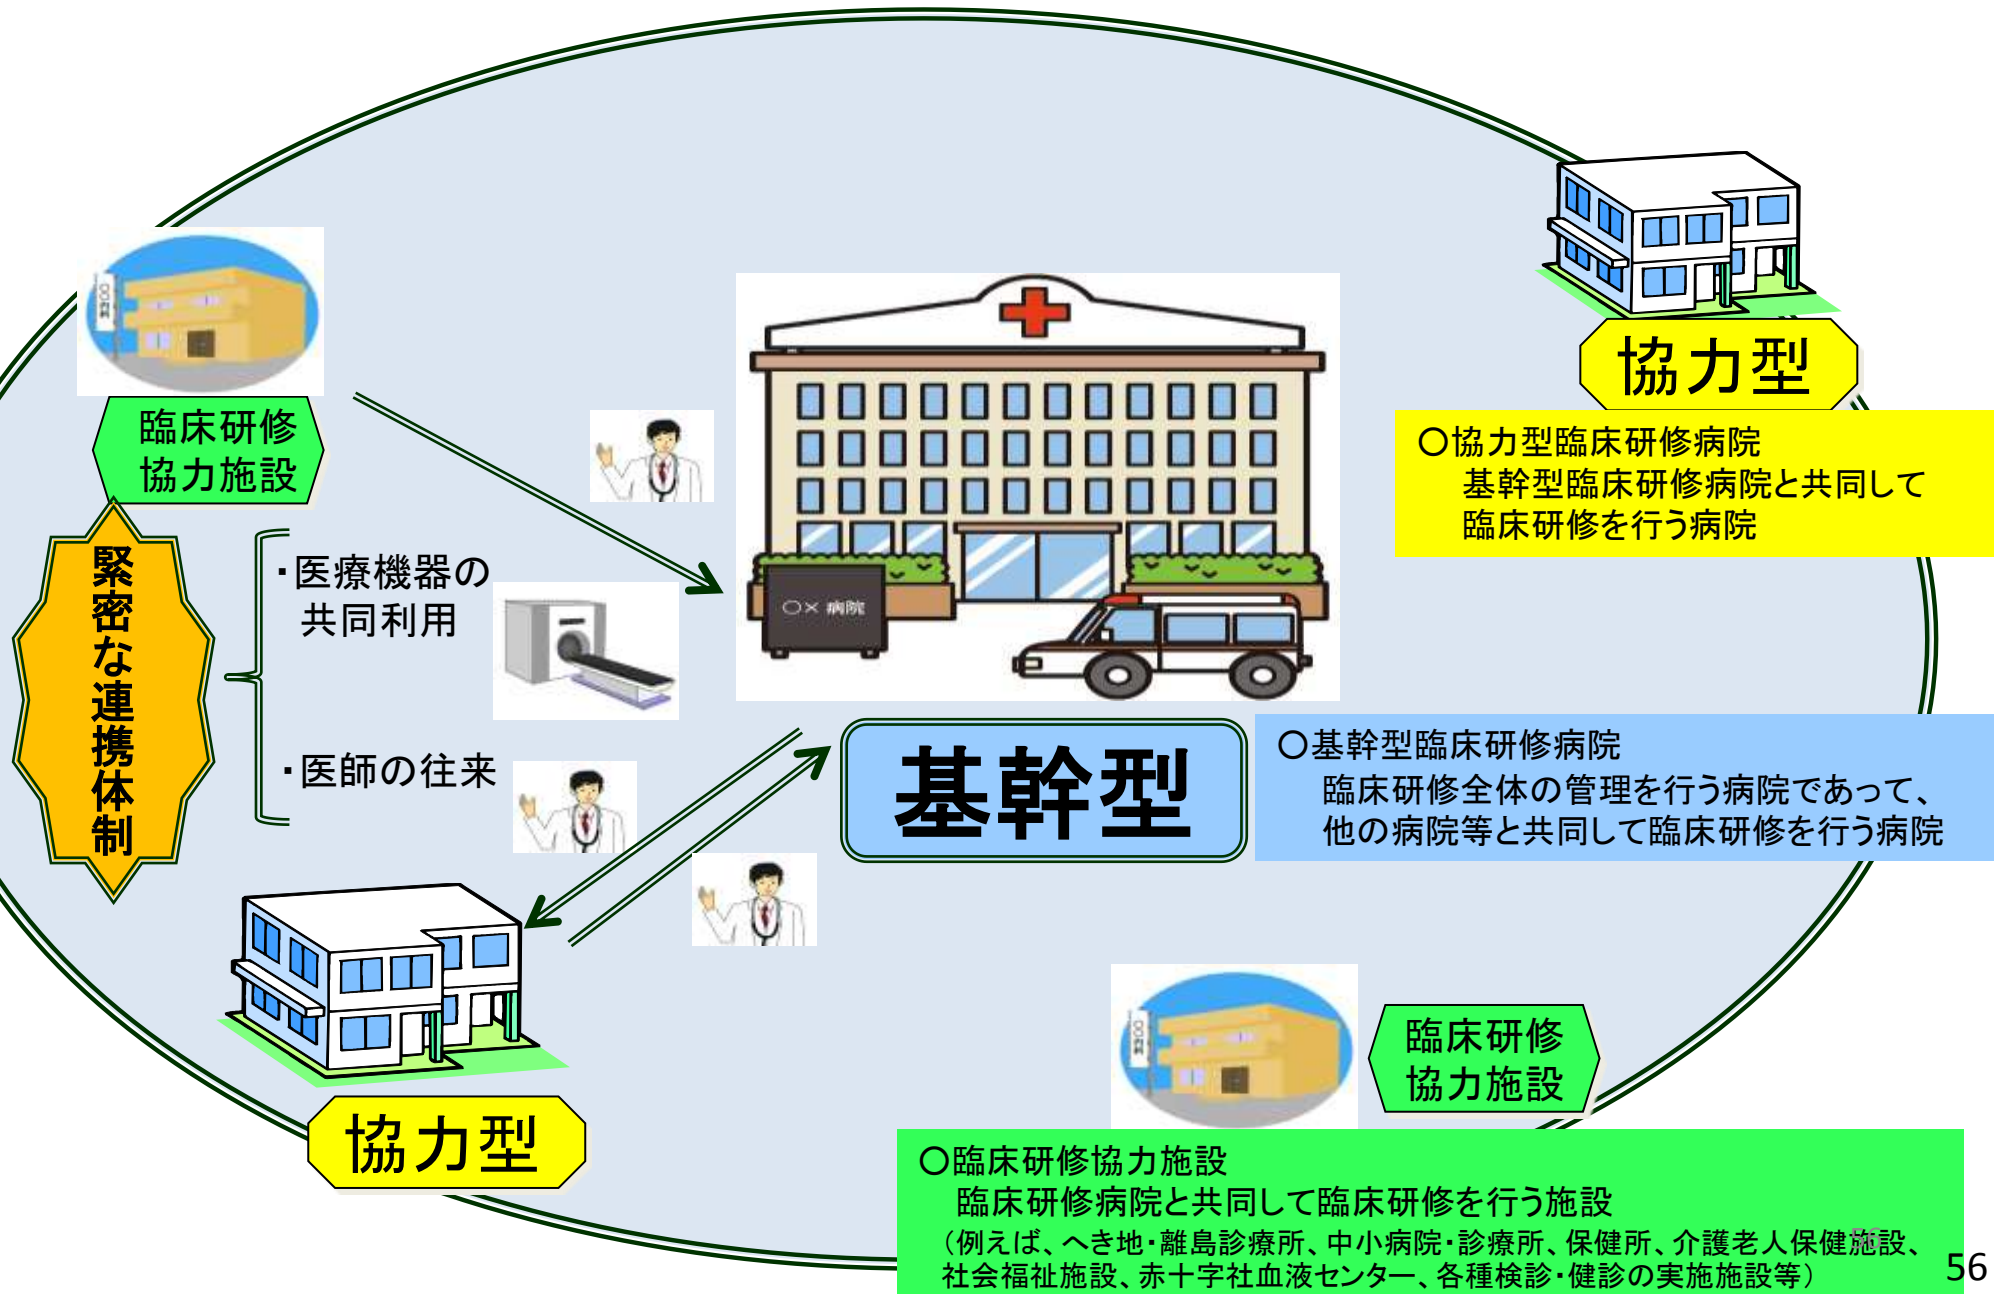 協力型
○協力型臨床研修病院
基幹型臨床研修病院と共同して
臨床研修を行う病院
臨床研修
協力施設
緊密な連携体制
・医療機器の
共同利用
・医師の往来
○× 病院
基幹型
○基幹型臨床研修病院
臨床研修全体の管理を行う病院であって、
他の病院等と共同して臨床研修を行う病院
協力型
臨床研修
協力施設
○臨床研修協力施設
臨床研修病院と共同して臨床研修を行う施設
（例えば、へき地・離島診療所、中小病院・診療所、保健所、介護老人保健施設、
社会福祉施設、赤十字社血液センター、各種検診・健診の実施施設等）
56
56